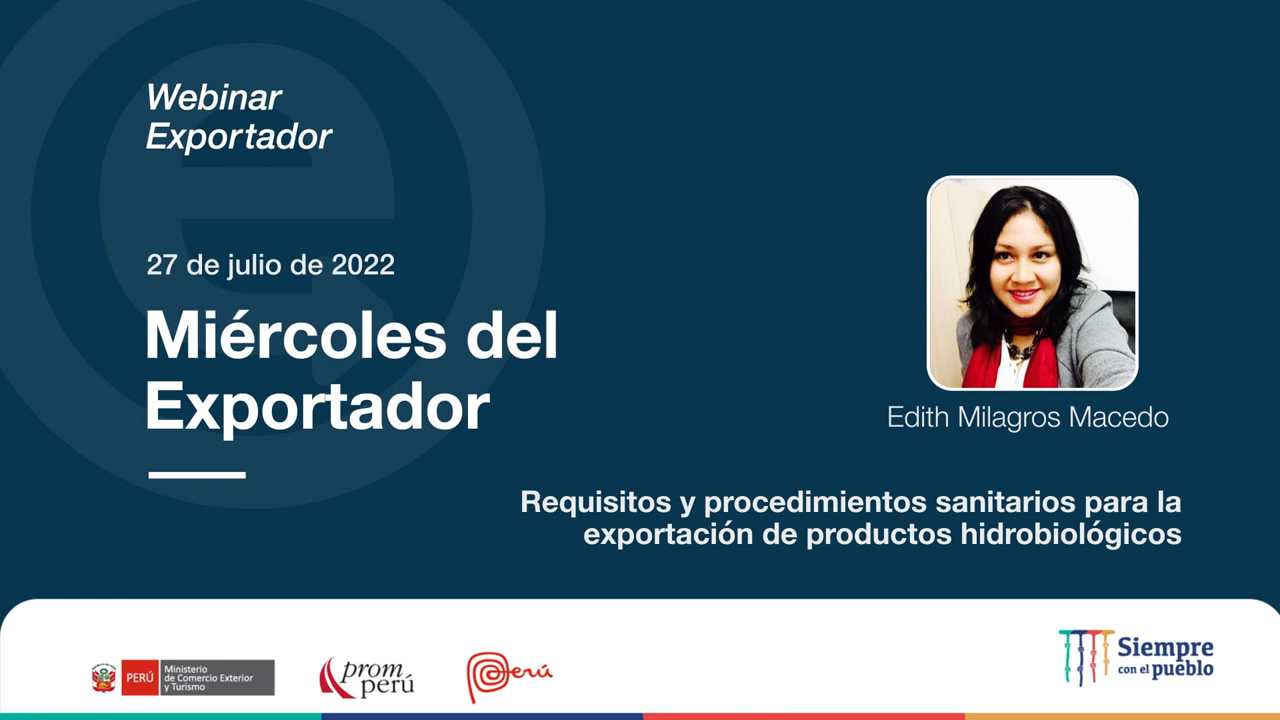 Webinar
Exportador
27 de julio de 2022
Miércoles del
Exportador
Edith Milagros Macedo
Requisitos y procedimientos sanitarios para la
exportación de productos hidrobiológicos
PERÚ
Ministerio
de Comercio Exterior
y Turismo
prom
perú
Perú
Siempre
con el pueblo